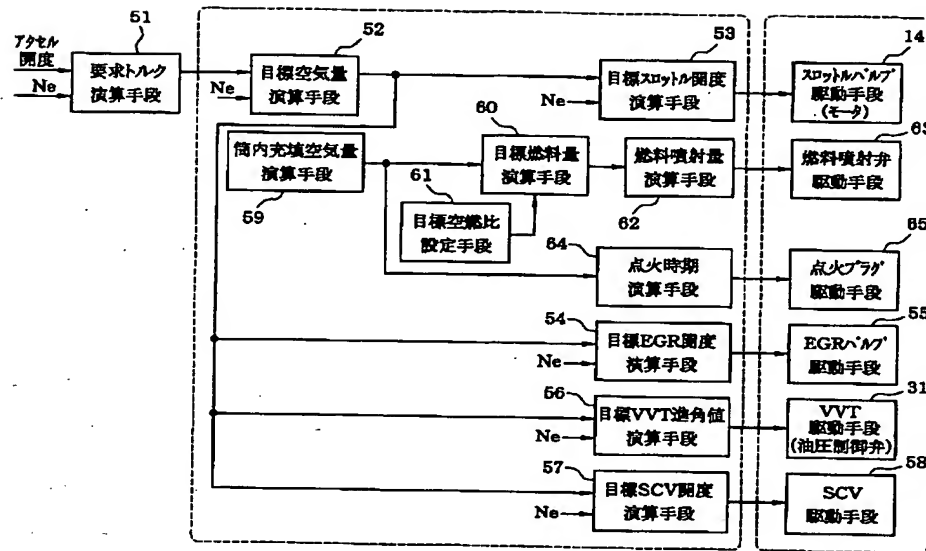 51
アクセル
開度
Ne
要求トルク
演算手段
52
Ne
目標空気量
演算手段
53
Ne
目標スロットル開度
演算手段
14
スロットルバルブ
駆動手段
(モータ)
筒内充填空気量
演算手段
59
60
目標燃料量
演算手段
61
目標空燃比
設定手段
燃料噴射量
演算手段
62
63
燃料噴射弁
駆動手段
64
点火時期
演算手段
65
点火プラグ
駆動手段
54
Ne
目標EGR開度
演算手段
55
EGRバルブ
駆動手段
56
Ne
目標VVT進角値
演算手段
31
VVT
駆動手段
(油圧制御弁)
57
Ne
目標SCV開度
演算手段
58
SCV
駆動手段